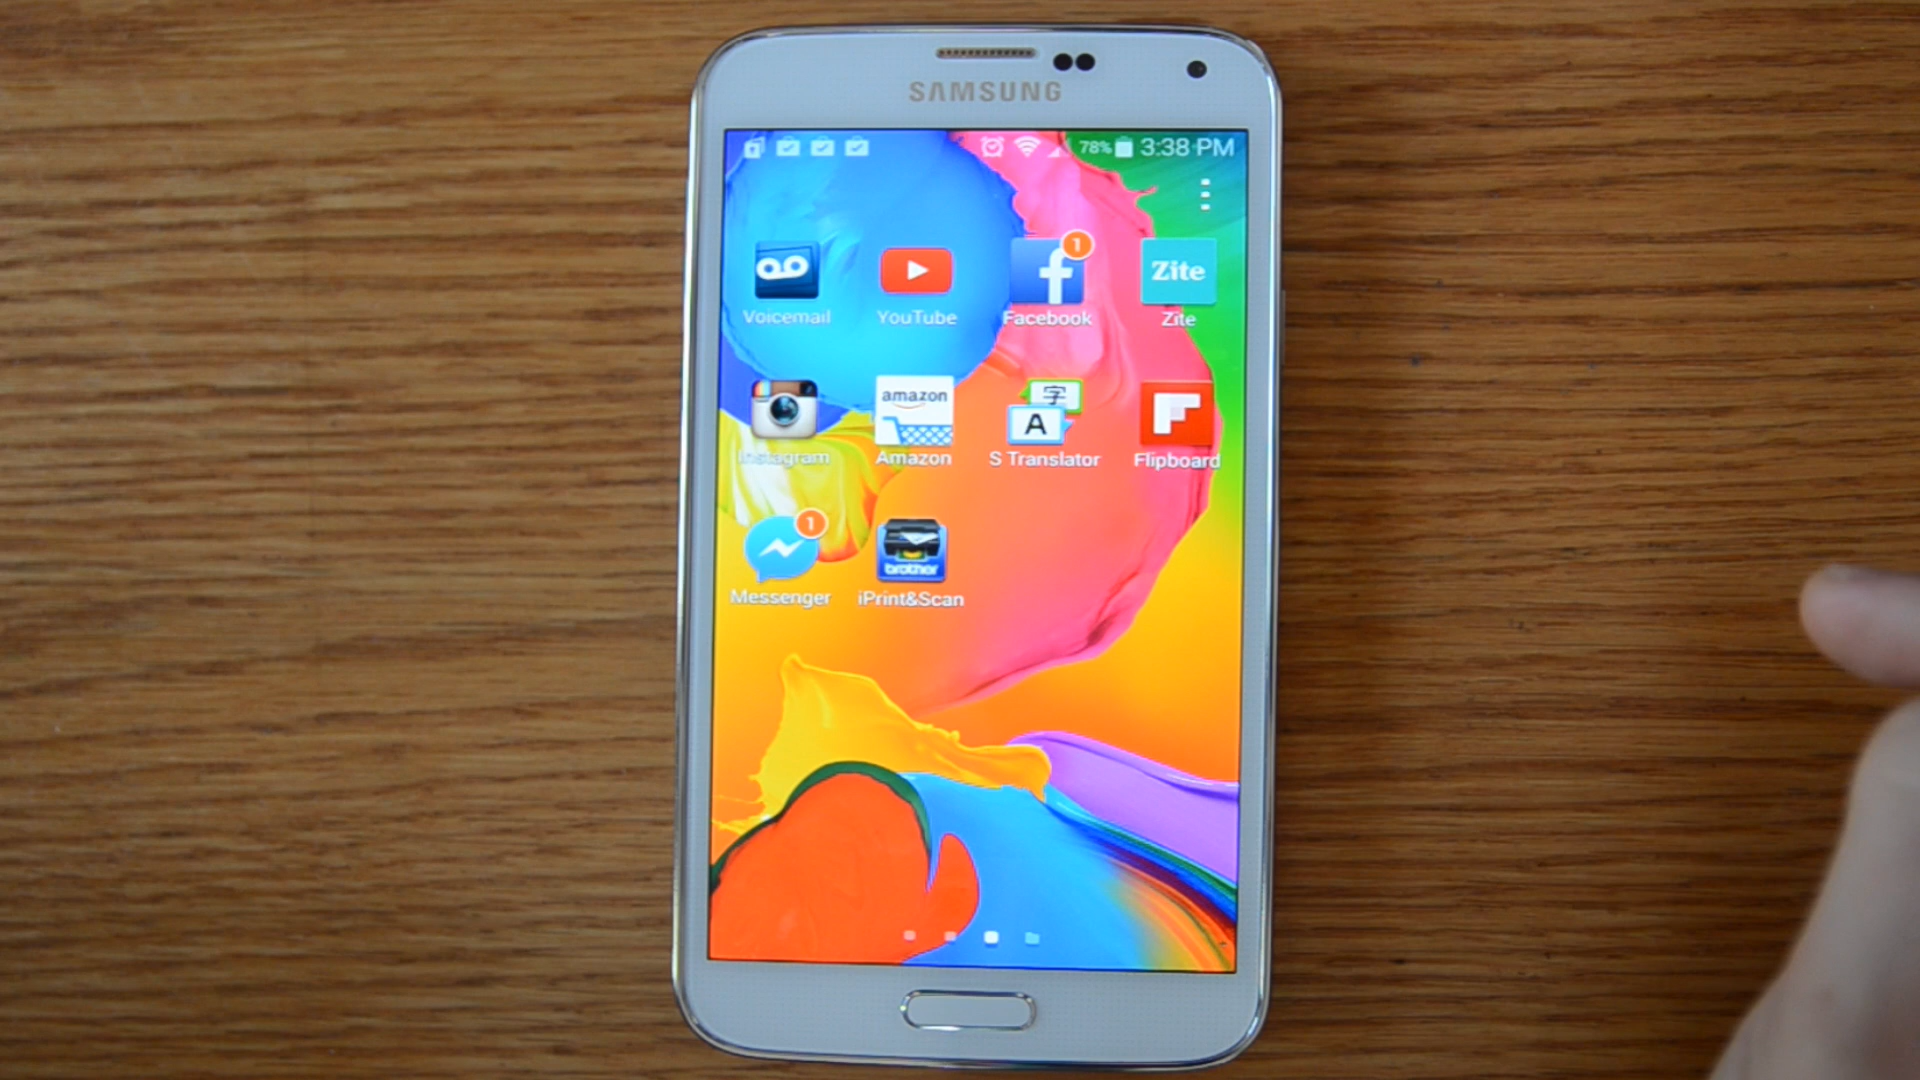 SAMSUNG
78% 3:38 PM
1
Zite
Voicemail YouTube Facebook Zite
amazon
字
A
Instagram Amazon S Translator Flipboard
1
brother
Messenger iPrint&Scan